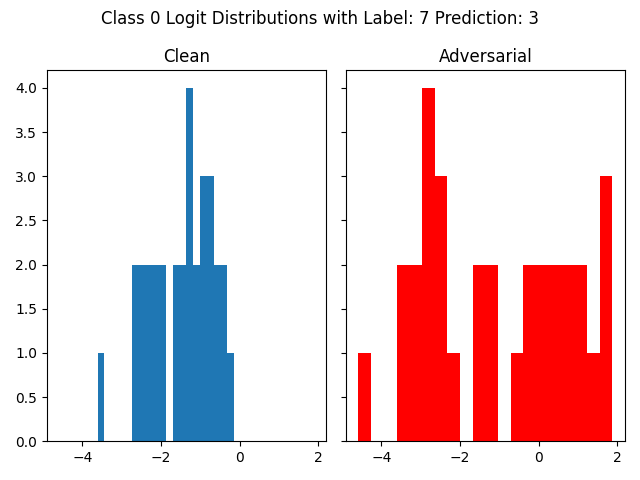 Class 0 Logit Distributions with Label: 7 Prediction: 3
Clean
Adversarial
4.0
3.5
3.0
2.5
2.0
1.5
1.0
0.5
0.0
−4 −2 0 2
−4 −2 0 2